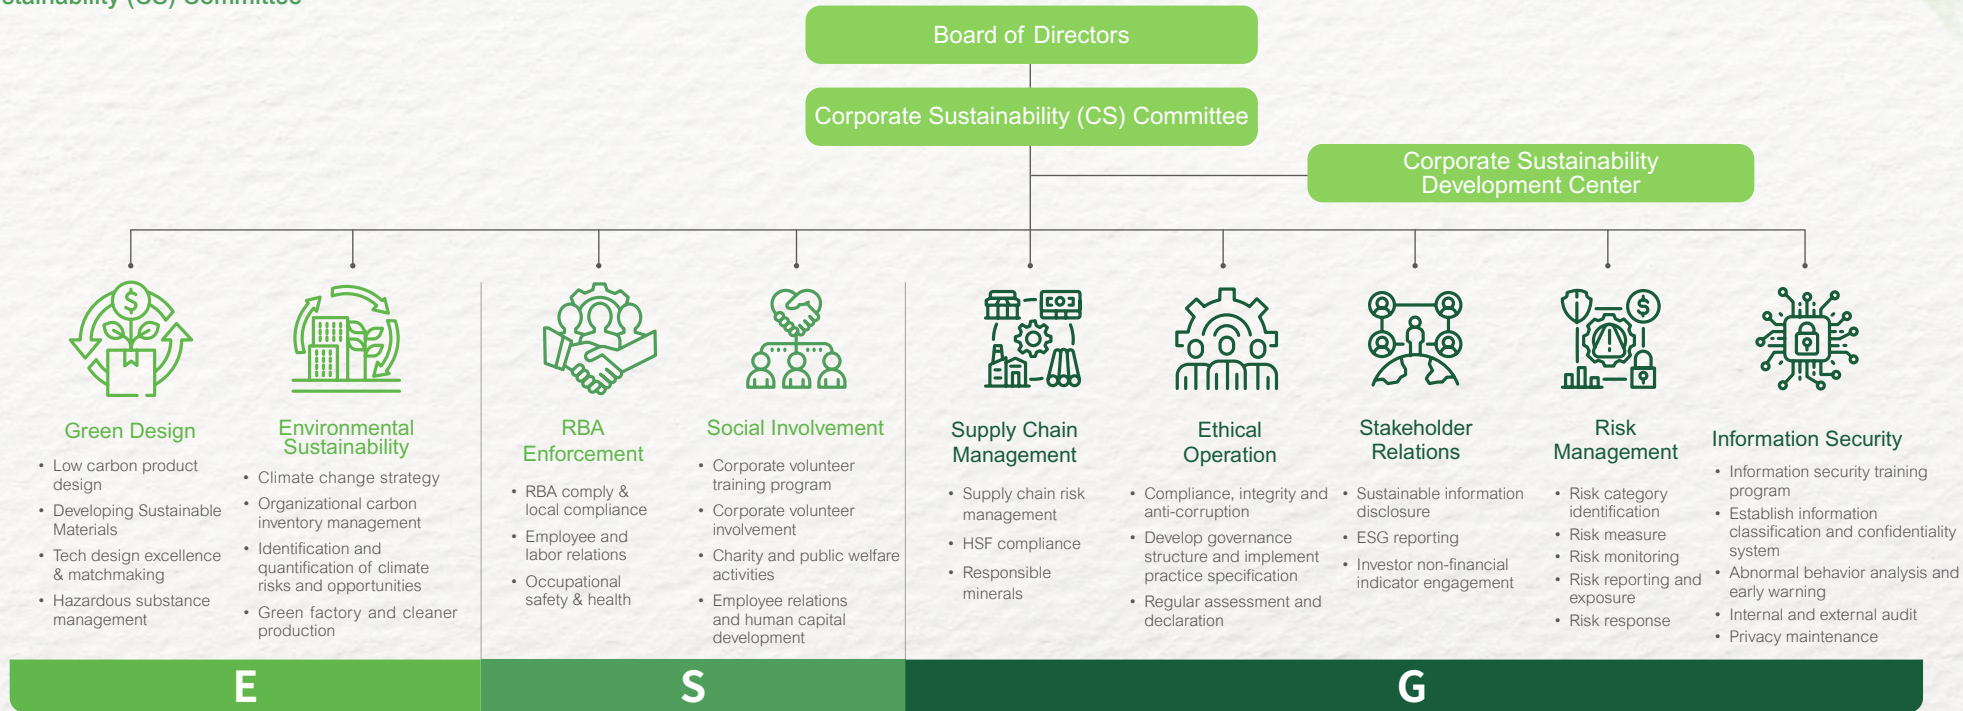 Sustainability (CS) Committee
Board of Directors
Corporate Sustainability (CS) Committee
Corporate Sustainability
Development Center
Green Design
• Low carbon product
design
• Developing Sustainable
Materials
• Tech design excellence
& matchmaking
• Hazardous substance
management
Environmental
Sustainability
• Climate change strategy
• Organizational carbon
inventory management
• Identification and
quantification of climate
risks and opportunities
• Green factory and cleaner
production
RBA
Enforcement
• RBA comply &
local compliance
• Employee and
labor relations
• Occupational
safety & health
Social Involvement
• Corporate volunteer
training program
• Corporate volunteer
involvement
• Charity and public welfare
activities
• Employee relations
and human capital
development
Supply Chain
Management
• Supply chain risk
management
• HSF compliance
• Responsible
minerals
Ethical
Operation
• Compliance, integrity and
anti-corruption
• Develop governance
structure and implement
practice specification
• Regular assessment and
declaration
Stakeholder
Relations
• Sustainable information
disclosure
• ESG reporting
• Investor non-financial
indicator engagement
Risk
Management
• Risk category
identification
• Risk measure
• Risk monitoring
• Risk reporting and
exposure
• Risk response
Information Security
• Information security training
program
• Establish information
classification and confidentiality
system
• Abnormal behavior analysis and
early warning
• Internal and external audit
• Privacy maintenance
E
S
G